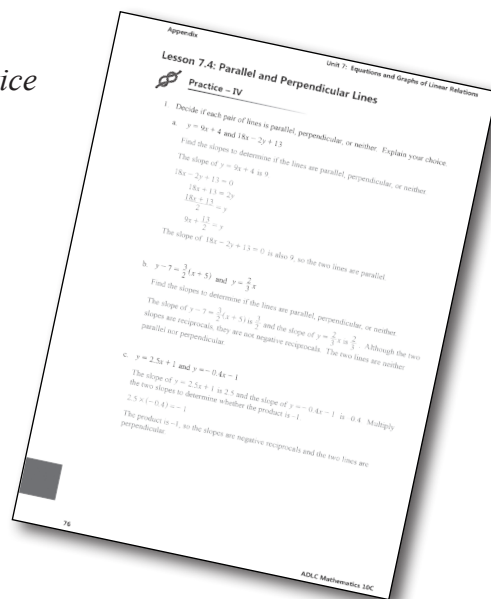 ice
Appendix
Unit 7: Equations and Graphs of Linear Relations
Lesson 7.4: Parallel and Perpendicular Lines
Practice – IV
1. Decide if each pair of lines is parallel, perpendicular, or neither. Explain your choice.
a. y = 9x + 4 and 18x – 2y + 13
Find the slopes to determine if the lines are parallel, perpendicular, or neither.
The slope of y = 9x + 4 is 9.
18x – 2y + 13 = 0
18x + 13 = 2y
(18x + 13)/2 = y
9x + 13/2 = y
The slope of 18x – 2y + 13 = 0 is also 9, so the two lines are parallel.
b. y – 7 = 3/2(x + 5) and y = 2/3 x
Find the slopes to determine if the lines are parallel, perpendicular, or neither.
The slope of y – 7 = 3/2(x + 5) is 3/2 and the slope of y = 2/3 x is 2/3. Although the two
slopes are reciprocals, they are not negative reciprocals. The two lines are neither
parallel not perpendicular.
c. y = 2.5x + 1 and y = – 0.4x – 1
The slope of y = 2.5x + 1 is 2.5 and the slope of y = – 0.4x – 1 is 0.4. Multiply
the two slopes to determine whether the product is –1.
2.5 × (– 0.4) = – 1
The product is –1, so the slopes are negative reciprocals and the two lines are
perpendicular.
76
ADLC Mathematics 10C